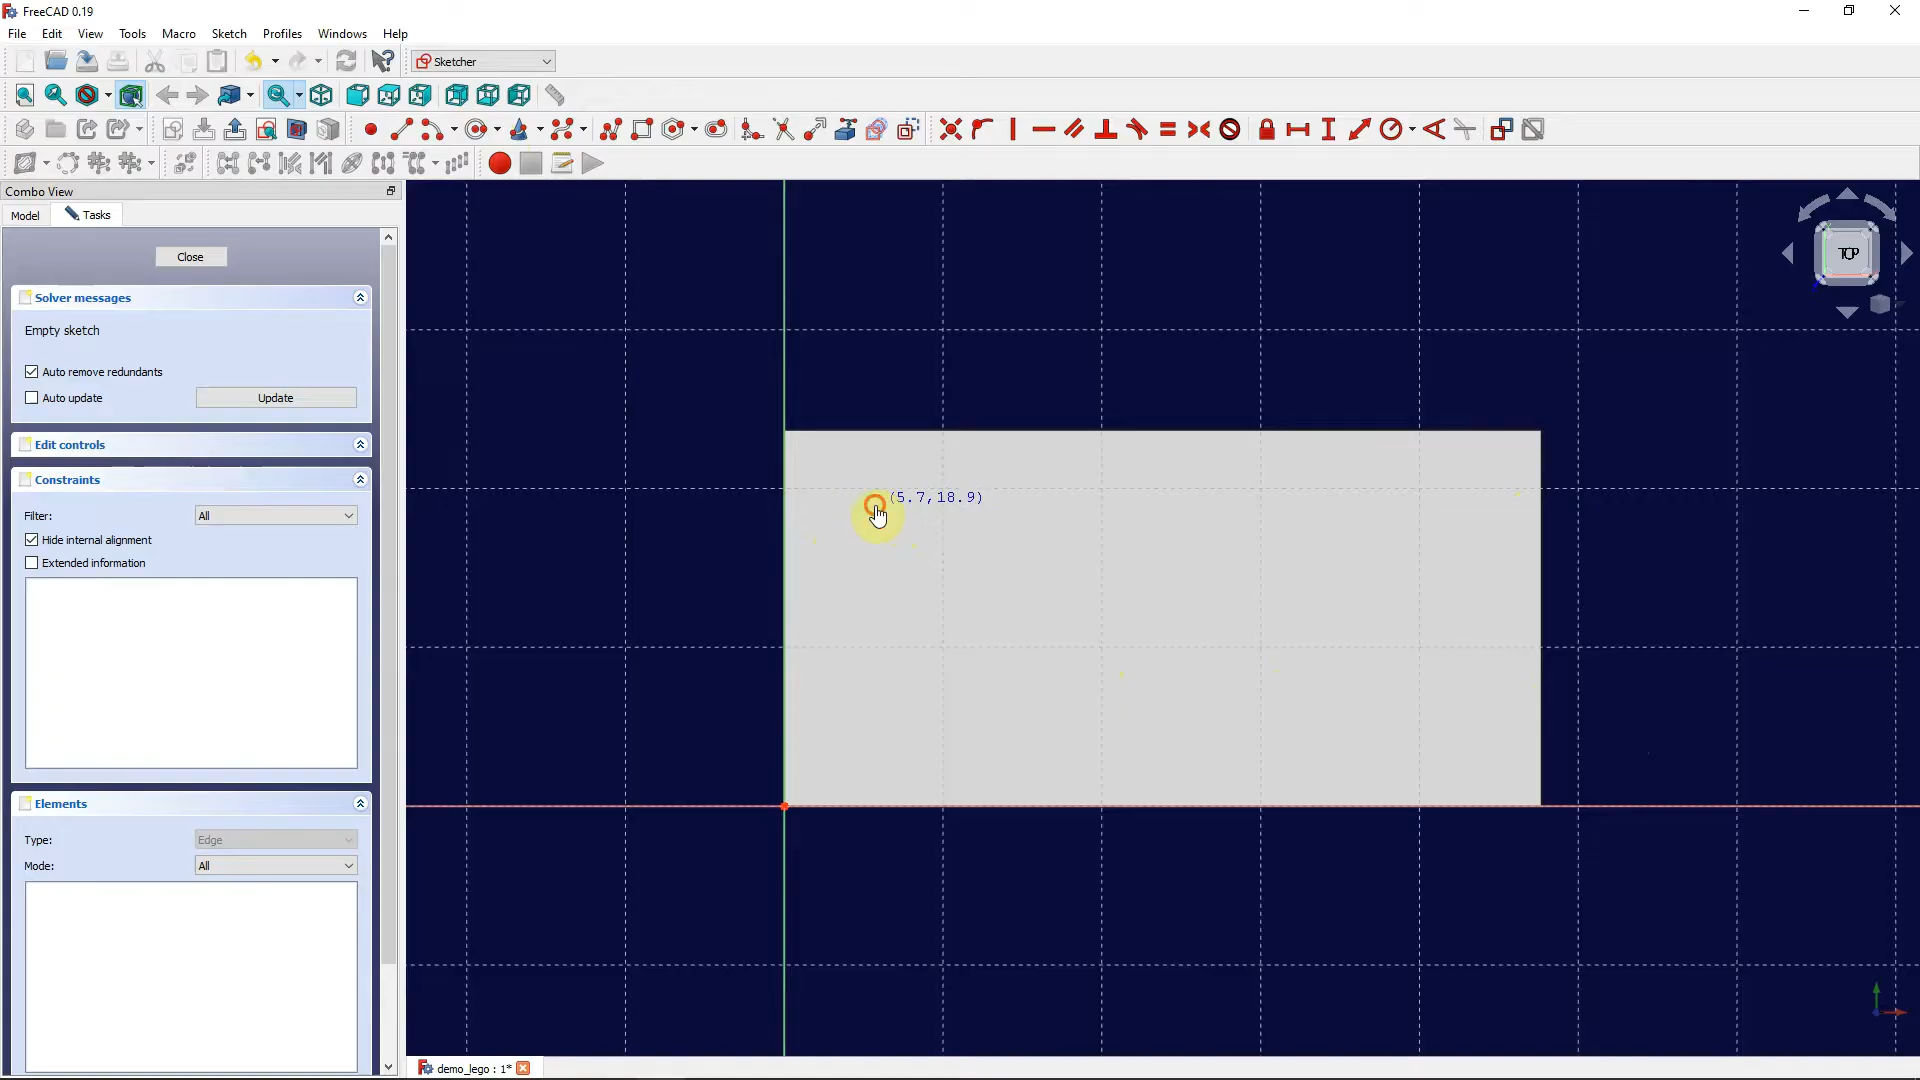 FreeCAD 0.19
File Edit View Tools Macro Sketch Profiles Windows Help
Sketcher
Combo View
Model Tasks
Close
Solver messages
Empty sketch
Auto remove redundants
Auto update Update
Edit controls
Constraints
Filter: All
Hide internal alignment
Extended information
Elements
Type: Edge
Mode: All
(5.7,18.9)
TOP
demo_lego : 1*